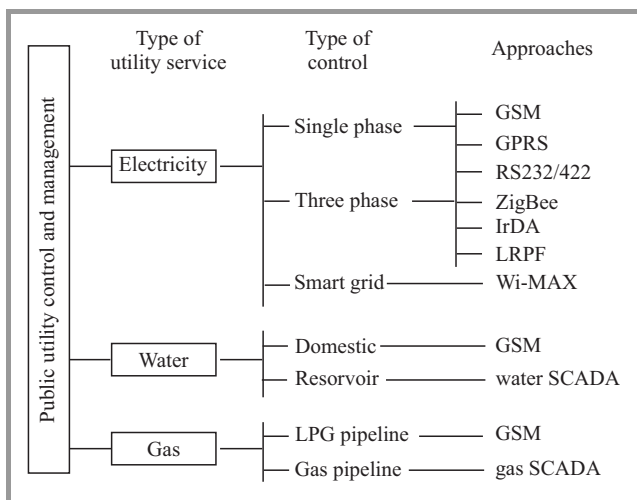 Public utility control and management
Type of
utility service
Type of
control
Approaches
Electricity
Single phase
Three phase
Smart grid
GSM
GPRS
RS232/422
ZigBee
IrDA
LRPF
Wi-MAX
Water
Domestic
GSM
Reservoir
water SCADA
Gas
LPG pipeline
GSM
Gas pipeline
gas SCADA